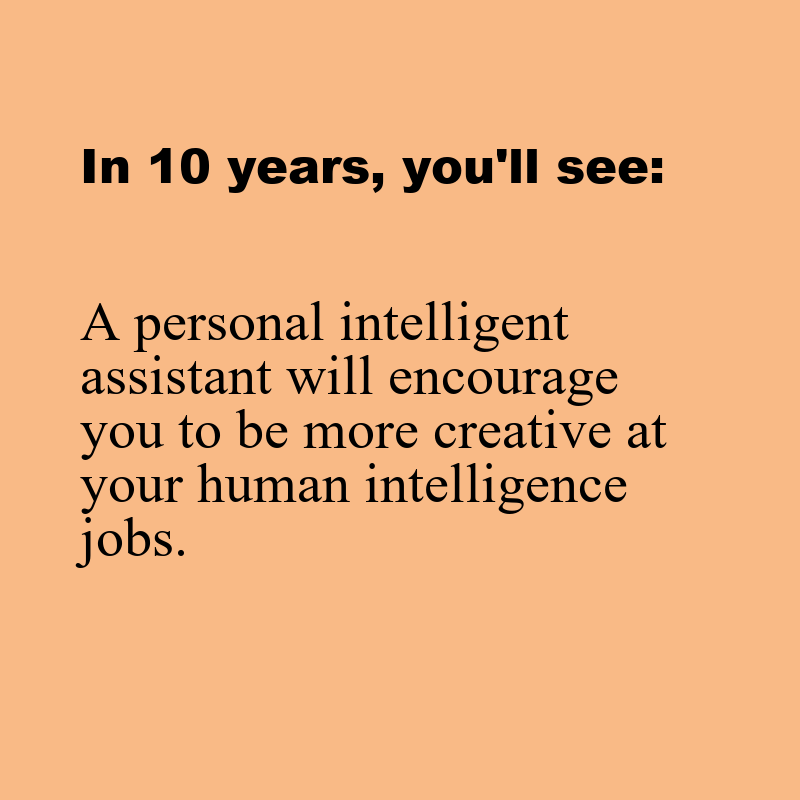 In 10 years, you'll see:
A personal intelligent
assistant will encourage
you to be more creative at
your human intelligence
jobs.